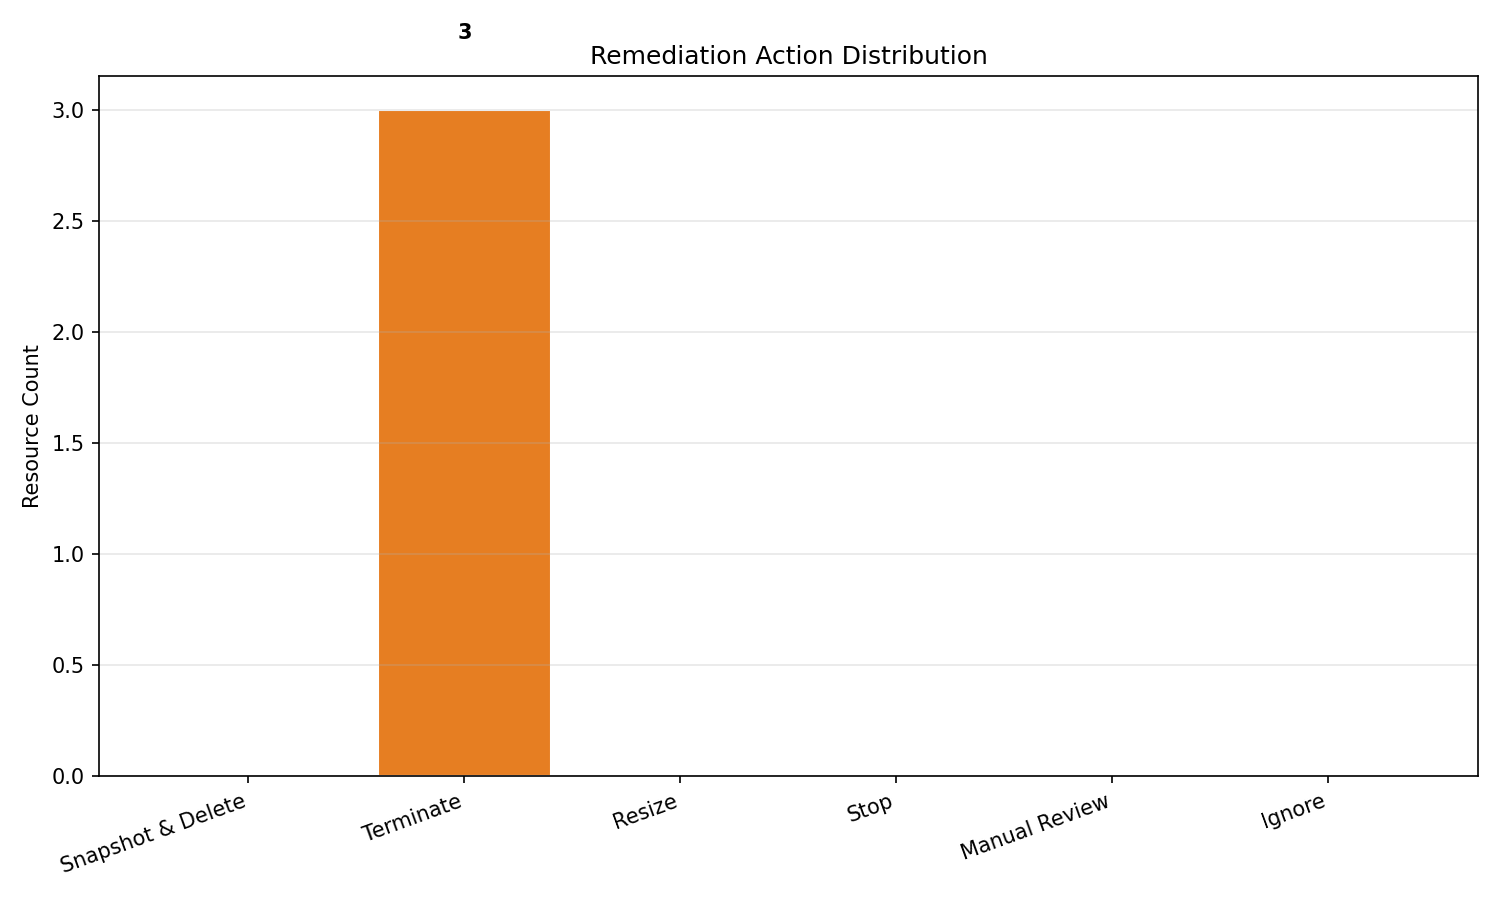 3
Remediation Action Distribution
Resource Count
3.0
2.5
2.0
1.5
1.0
0.5
0.0
Snapshot & Delete
Terminate
Resize
Stop
Manual Review
Ignore